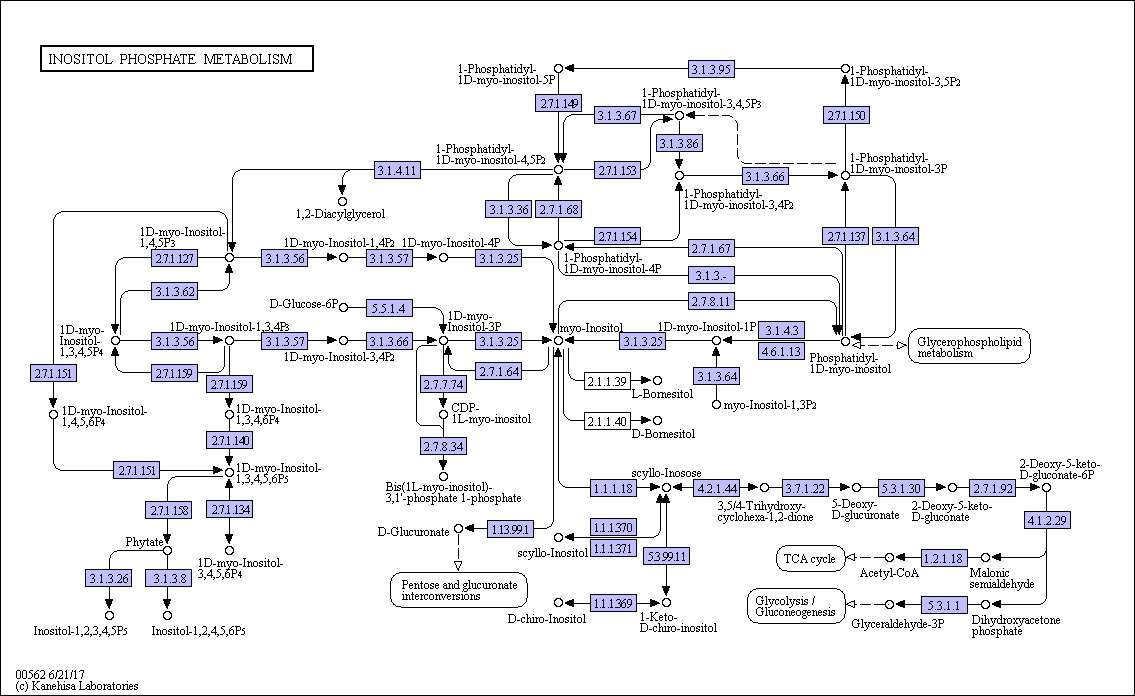 INOSITOL PHOSPHATE METABOLISM
1-Phosphatidyl-
1D-myo-inositol-5P
3.1.3.95
1-Phosphatidyl-
1D-myo-inositol-3,5P2
2.7.1.149
1-Phosphatidyl-
1D-myo-inositol-3,4,5P3
3.1.3.67
2.7.1.150
3.1.3.86
1-Phosphatidyl-
1D-myo-inositol-4,5P2
3.1.4.11
2.7.1.153
3.1.3.66
1-Phosphatidyl-
1D-myo-inositol-3P
1,2-Diacylglycerol
3.1.3.36
2.7.1.68
1-Phosphatidyl-
1D-myo-inositol-3,4P2
1D-myo-Inositol-
1,4,5P3
1D-myo-Inositol-1,4P2
1D-myo-Inositol-4P
2.7.1.154
2.7.1.67
2.7.1.137
3.1.3.64
2.7.1.127
3.1.3.56
3.1.3.57
3.1.3.25
1-Phosphatidyl-
1D-myo-inositol-4P
3.1.3.-
3.1.3.62
D-Glucose-6P
5.5.1.4
2.7.8.11
1D-myo-
Inositol-
1,3,4,5P4
1D-myo-Inositol-1,3,4P3
1D-myo-
Inositol-3P
myo-Inositol
1D-myo-Inositol-1P
3.1.4.3
3.1.3.56
3.1.3.57
3.1.3.66
3.1.3.25
3.1.3.25
4.6.1.13
Glycerophospholipid
metabolism
1D-myo-Inositol-3,4P2
Phosphatidyl-
1D-myo-inositol
2.7.1.151
2.7.1.159
2.7.1.159
2.7.7.74
2.7.1.64
2.1.1.39
L-Bornesitol
3.1.3.64
myo-Inositol-1,3P2
1D-myo-Inositol-
1,4,5,6P4
1D-myo-Inositol-
1,3,4,6P4
CDP-
1L-myo-inositol
2.1.1.40
D-Bornesitol
2.7.1.140
2.7.8.34
2.7.1.151
1D-myo-Inositol-
1,3,4,5,6P5
Bis(1L-myo-inositol)-
3,1'-phosphate 1-phosphate
scyllo-Inosose
1.1.1.18
4.2.1.44
3.7.1.22
5.3.1.30
2.7.1.92
2-Deoxy-5-keto-
D-gluconate-6P
3,5/4-Trihydroxy-
cyclohexa-1,2-dione
5-Deoxy-
D-glucuronate
2-Deoxy-5-keto-
D-gluconate
2.7.1.158
2.7.1.134
D-Glucuronate
1.13.99.1
1.1.1.370
1.1.1.371
scyllo-Inositol
4.1.2.29
Phytate
1D-myo-Inositol-
3,4,5,6P4
5.3.99.11
TCA cycle
Acetyl-CoA
1.2.1.18
Malonic
semialdehyde
3.1.3.26
3.1.3.8
Pentose and glucuronate
interconversions
D-chiro-Inositol
1.1.1.369
1-Keto-
D-chiro-inositol
Glycolysis /
Gluconeogenesis
Glyceraldehyde-3P
5.3.1.1
Dihydroxyacetone
phosphate
Inositol-1,2,3,4,5P5
Inositol-1,2,4,5,6P5
00562 6/21/17
(c) Kanehisa Laboratories